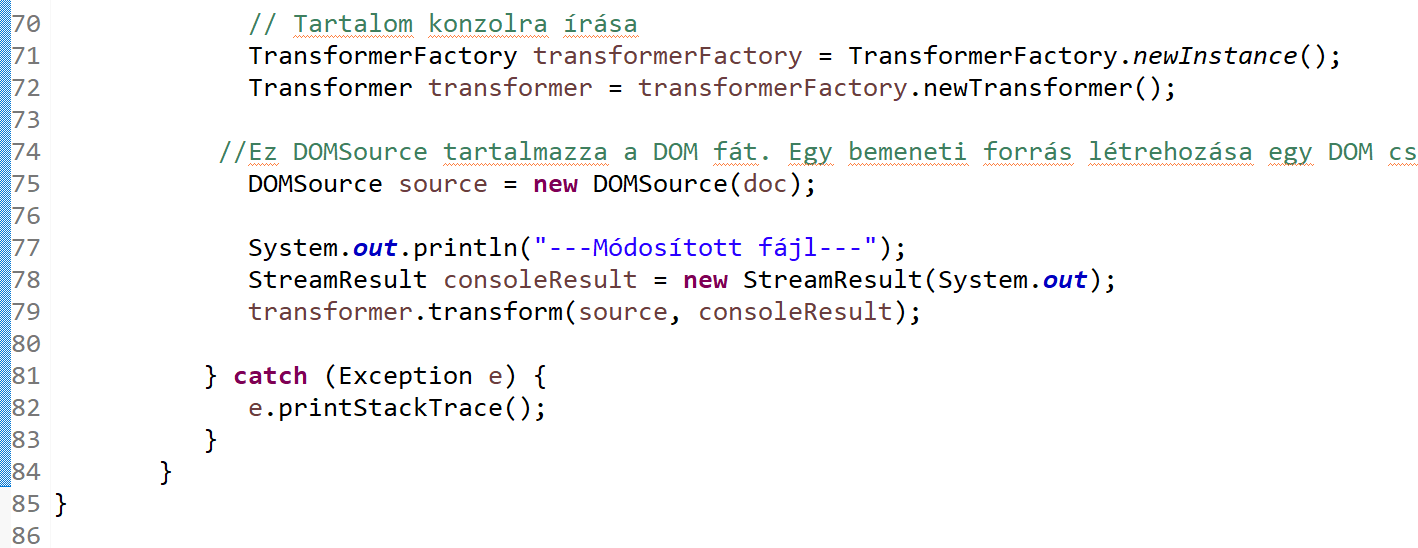 70 // Tartalom konzolra írása
71 TransformerFactory transformerFactory = TransformerFactory.newInstance();
72 Transformer transformer = transformerFactory.newTransformer();
73
74 //Ez DOMSource tartalmazza a DOM fát. Egy bemeneti forrás létrehozása egy DOM cs
75 DOMSource source = new DOMSource(doc);
76
77 System.out.println("---Módosított fájl---");
78 StreamResult consoleResult = new StreamResult(System.out);
79 transformer.transform(source, consoleResult);
80
81 } catch (Exception e) {
82 e.printStackTrace();
83 }
84 }
85 }
86